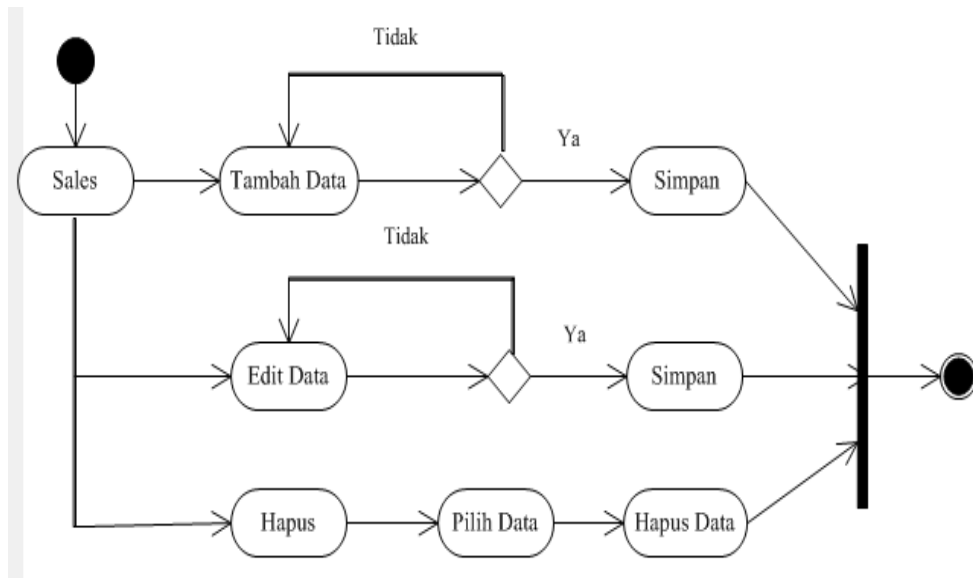 Tidak
Ya
Sales
Tambah Data
Simpan
Tidak
Ya
Edit Data
Simpan
Hapus
Pilih Data
Hapus Data